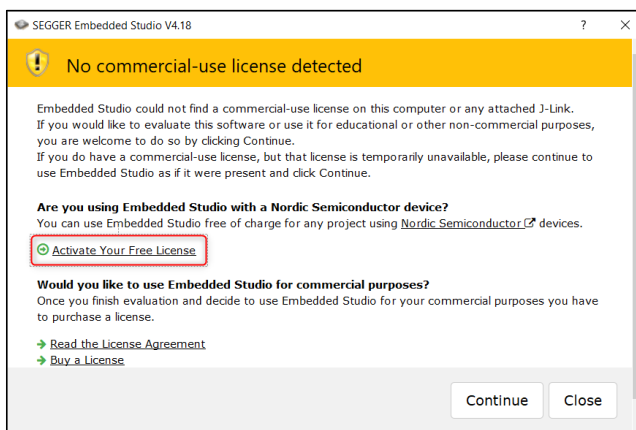 SEGGER Embedded Studio V4.18
No commercial-use license detected
Embedded Studio could not find a commercial-use license on this computer or any attached J-Link.
If you would like to evaluate this software or use it for educational or other non-commercial purposes,
you are welcome to do so by clicking Continue.
If you do have a commercial-use license, but that license is temporarily unavailable, please continue to
use Embedded Studio as if it were present and click Continue.
Are you using Embedded Studio with a Nordic Semiconductor device?
You can use Embedded Studio free of charge for any project using Nordic Semiconductor devices.
Activate Your Free License
Would you like to use Embedded Studio for commercial purposes?
Once you finish evaluation and decide to use Embedded Studio for your commercial purposes you have
to purchase a license.
Read the License Agreement
Buy a License
Continue Close